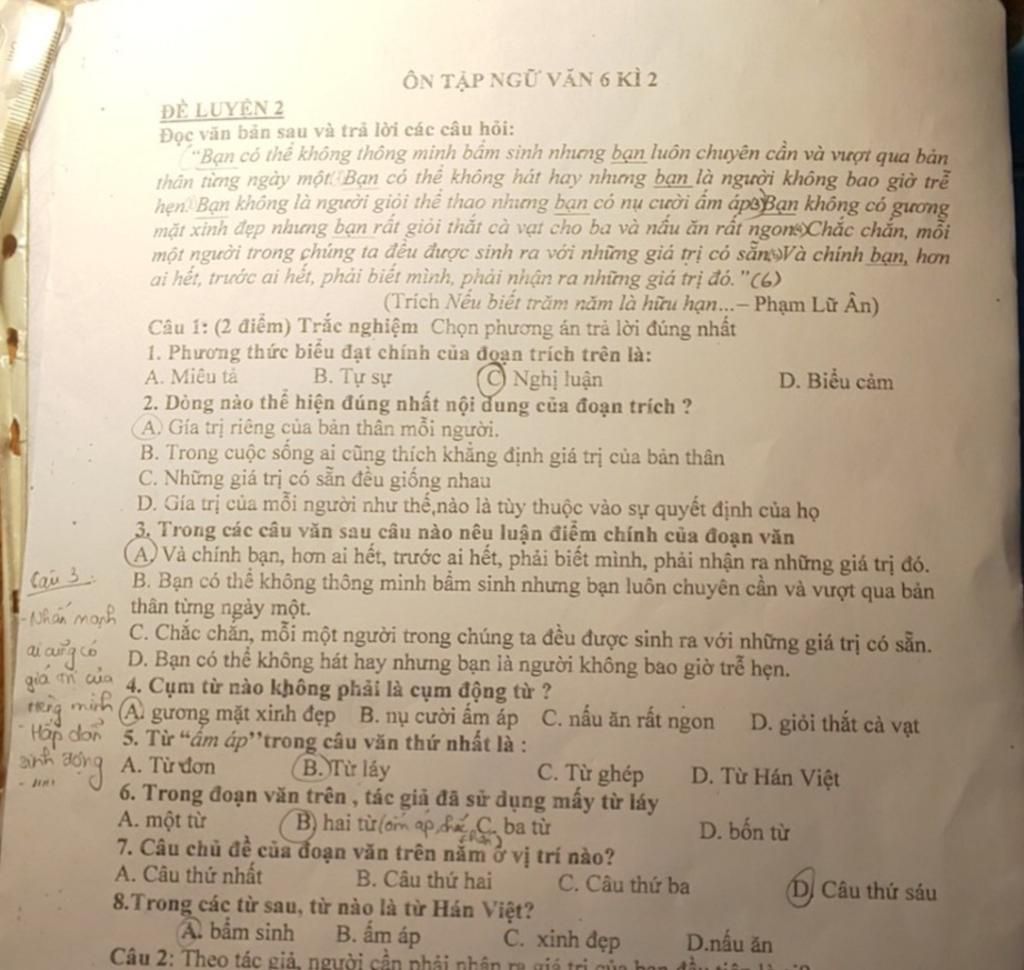 ÔN TẬP NGỮ VĂN 6 KÌ 2
ĐỀ LUYỆN 2
Đọc văn bản sau và trả lời các câu hỏi:
“Bạn có thể không thông minh bẩm sinh nhưng bạn luôn chuyên cần và vượt qua bản
thân từng ngày một. Bạn có thể không hát hay nhưng bạn là người không bao giờ trễ
hẹn. Bạn không là người giỏi thể thao nhưng bạn có nụ cười ấm áp. Bạn không có gương
mặt xinh đẹp nhưng bạn rất giỏi thắt cà vạt cho ba và nấu ăn rất ngon. Chắc chắn, mỗi
một người trong chúng ta đều được sinh ra với những giá trị có sẵn. Và chính bạn, hơn
ai hết, trước ai hết, phải biết mình, phải nhận ra những giá trị đó.” (6)
(Trích Nếu biết trăm năm là hữu hạn...– Phạm Lữ Ân)
Câu 1: (2 điểm) Trắc nghiệm Chọn phương án trả lời đúng nhất
1. Phương thức biểu đạt chính của đoạn trích trên là:
A. Miêu tả B. Tự sự C. Nghị luận D. Biểu cảm
2. Dòng nào thể hiện đúng nhất nội dung của đoạn trích ?
A. Gía trị riêng của bản thân mỗi người.
B. Trong cuộc sống ai cũng thích khẳng định giá trị của bản thân
C. Những giá trị có sẵn đều giống nhau
D. Gía trị của mỗi người như thế nào là tùy thuộc vào sự quyết định của họ
3. Trong các câu văn sau câu nào nêu luận điểm chính của đoạn văn
A. Và chính bạn, hơn ai hết, trước ai hết, phải biết mình, phải nhận ra những giá trị đó.
B. Bạn có thể không thông minh bẩm sinh nhưng bạn luôn chuyên cần và vượt qua bản
thân từng ngày một.
C. Chắc chắn, mỗi một người trong chúng ta đều được sinh ra với những giá trị có sẵn.
D. Bạn có thể không hát hay nhưng bạn là người không bao giờ trễ hẹn.
4. Cụm từ nào không phải là cụm động từ ?
A. gương mặt xinh đẹp B. nụ cười ấm áp C. nấu ăn rất ngon D. giỏi thắt cà vạt
5. Từ “ấm áp” trong câu văn thứ nhất là :
A. Từ đơn B. Từ láy C. Từ ghép D. Từ Hán Việt
6. Trong đoạn văn trên , tác giả đã sử dụng mấy từ láy
A. một từ B. hai từ (ấm áp, chắc chắn) C. ba từ D. bốn từ
7. Câu chủ đề của đoạn văn trên nằm ở vị trí nào?
A. Câu thứ nhất B. Câu thứ hai C. Câu thứ ba D. Câu thứ sáu
8.Trong các từ sau, từ nào là từ Hán Việt?
A. bẩm sinh B. ấm áp C. xinh đẹp D.nấu ăn
Câu 2: Theo tác giả, người cần phải nhận ra giá trị của bạn đầu tiên là
Câu 3:
- Nhấn mạnh
ai cũng có
giá trị của
riêng mình
- Hấp dẫn
sinh động